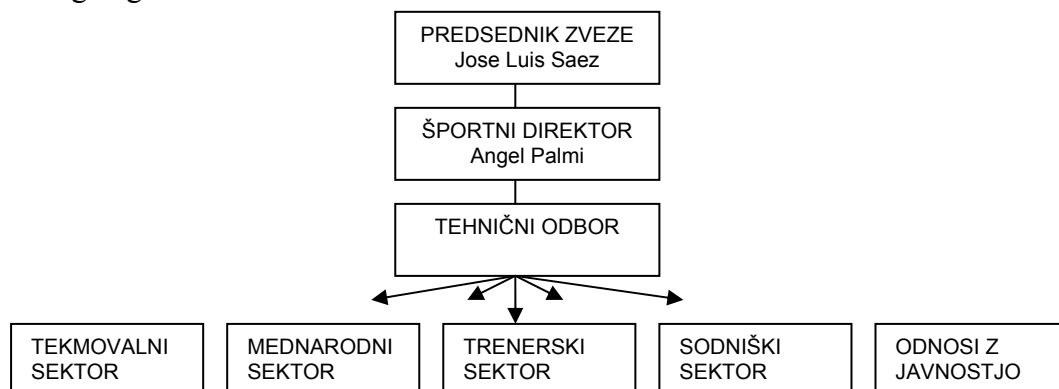 PREDSEDNIK ZVEZE
Jose Luis Saez
ŠPORTNI DIREKTOR
Angel Palmi
TEHNIČNI ODBOR
TEKMOVALNI
SEKTOR
MEDNARODNI
SEKTOR
TRENERSKI
SEKTOR
SODNIŠKI
SEKTOR
ODNOSI Z
JAVNOSTJO